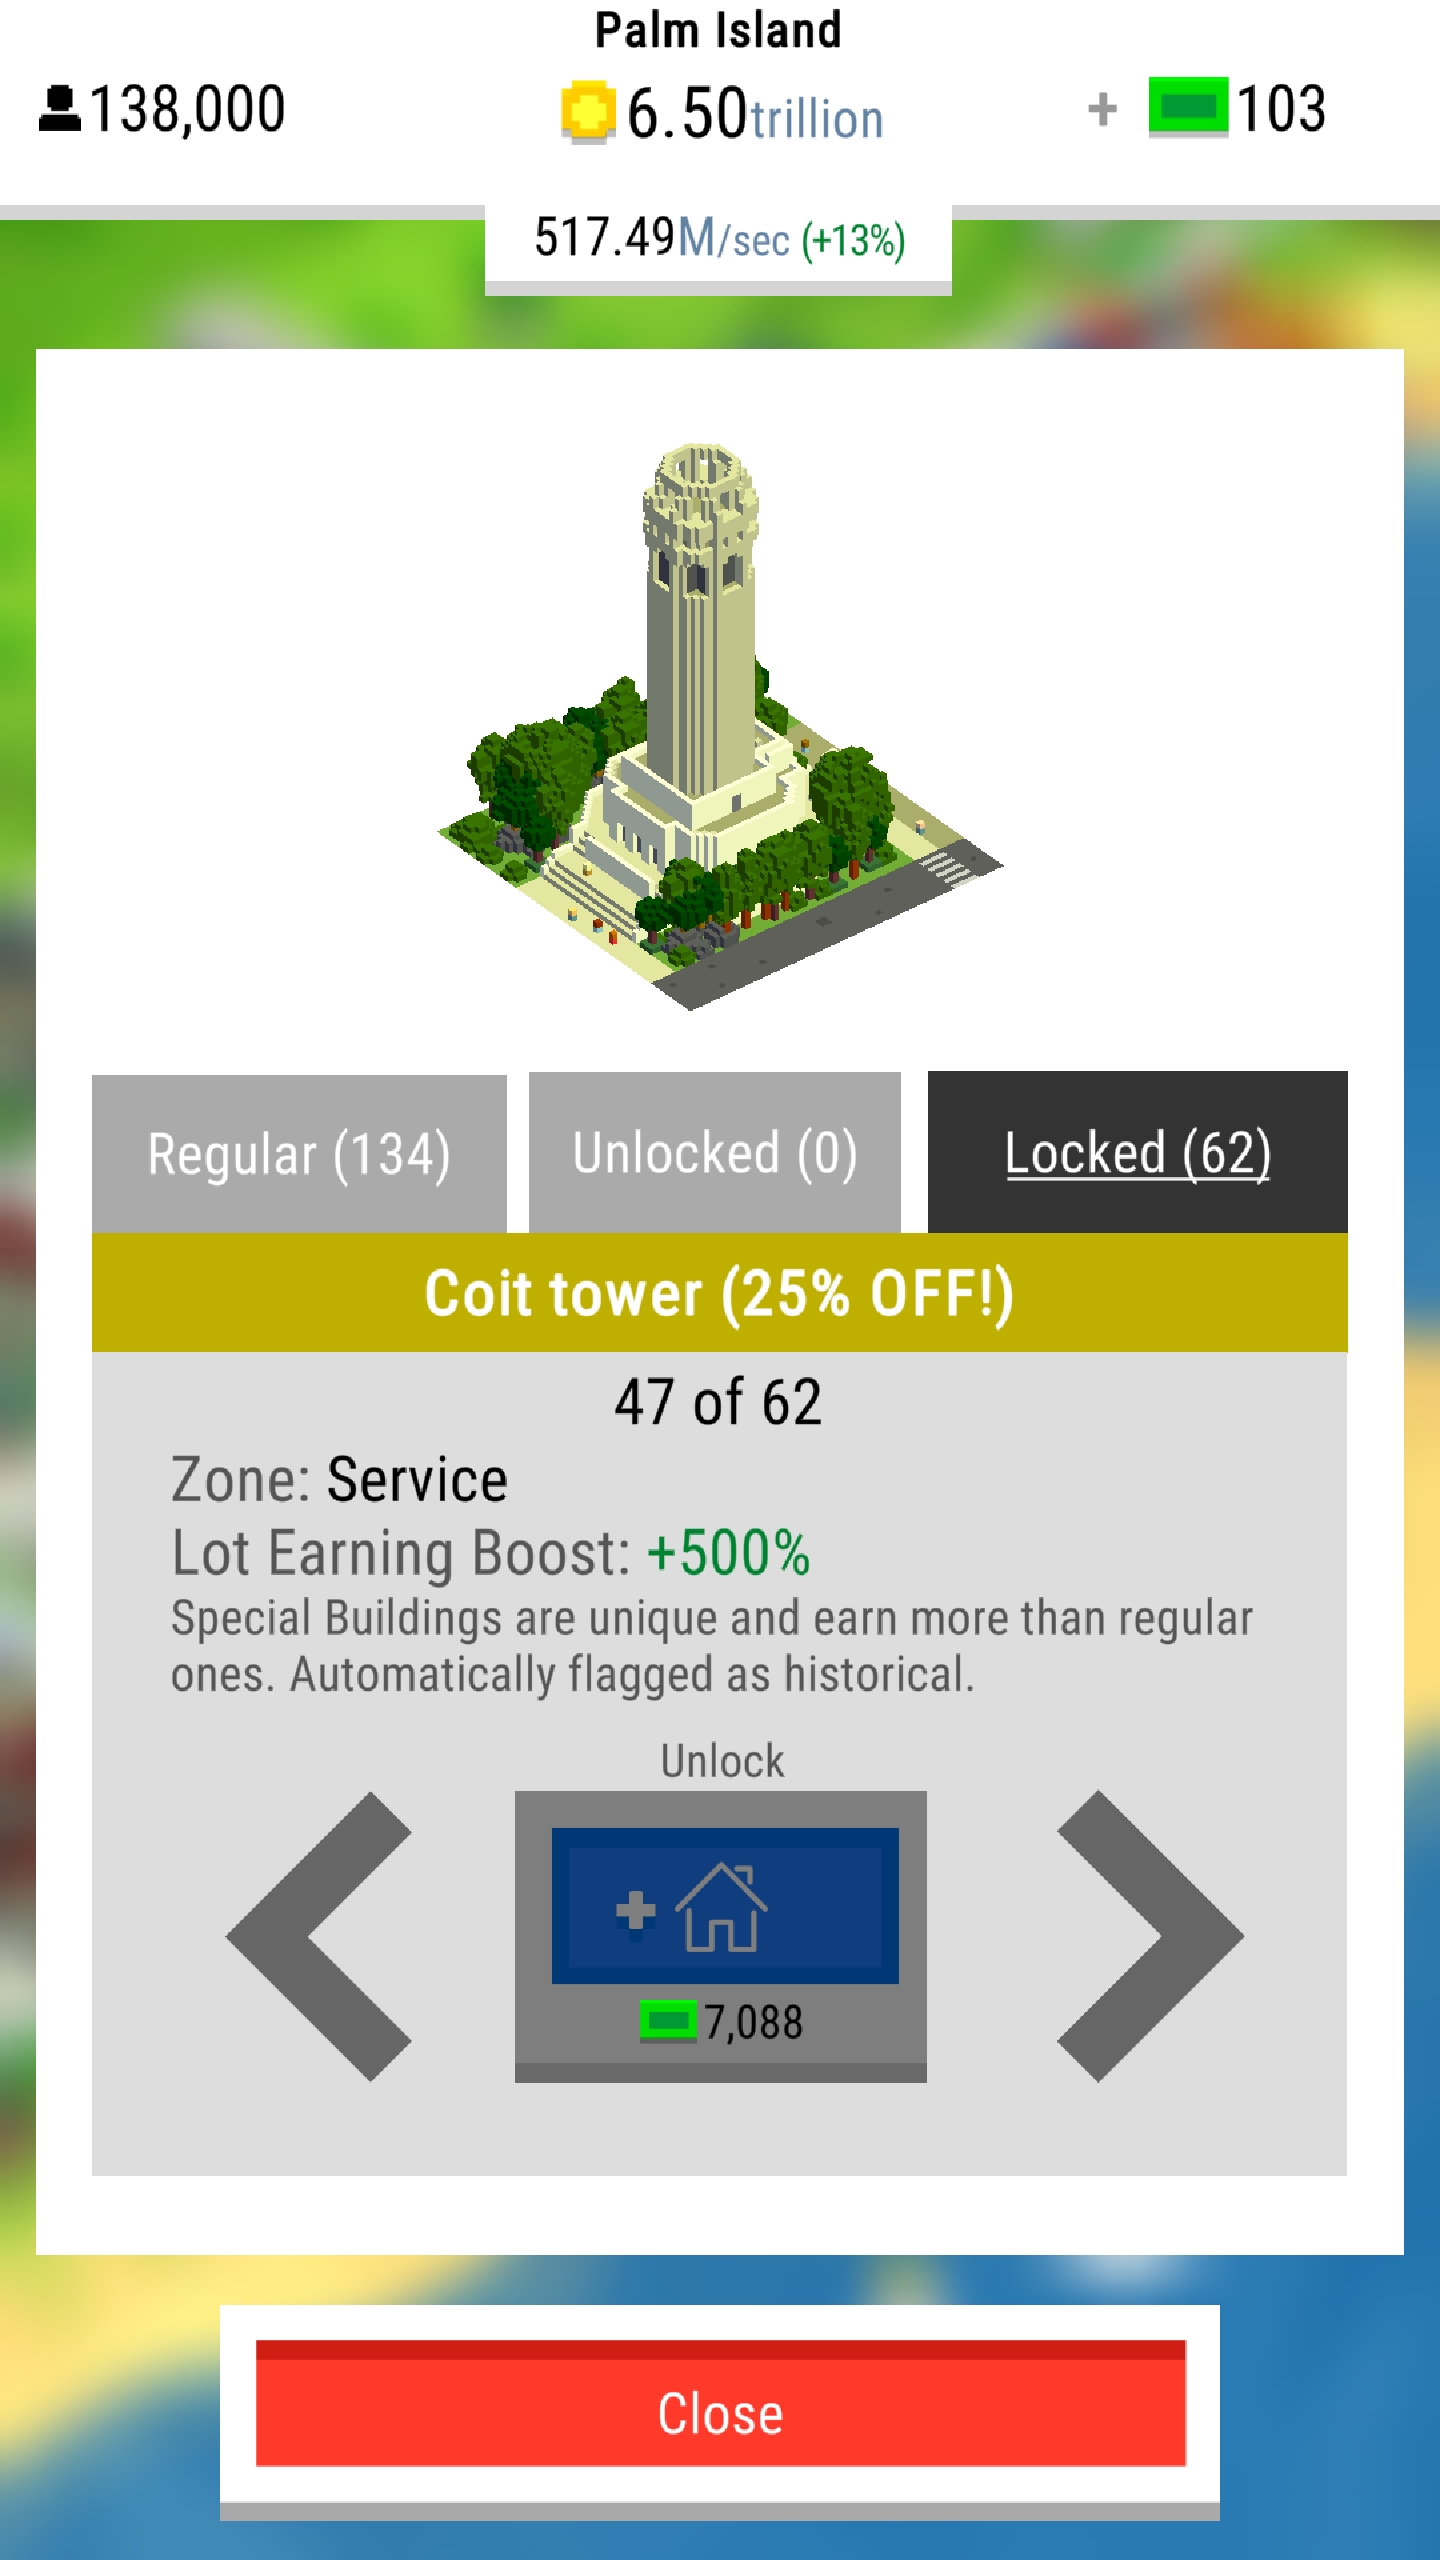 Palm Island
138,000
6.50trillion
+ 103
517.49M/sec (+13%)
Regular (134)
Unlocked (0)
Locked (62)
Coit tower (25% OFF!)
47 of 62
Zone: Service
Lot Earning Boost: +500%
Special Buildings are unique and earn more than regular
ones. Automatically flagged as historical.
Unlock
7,088
Close